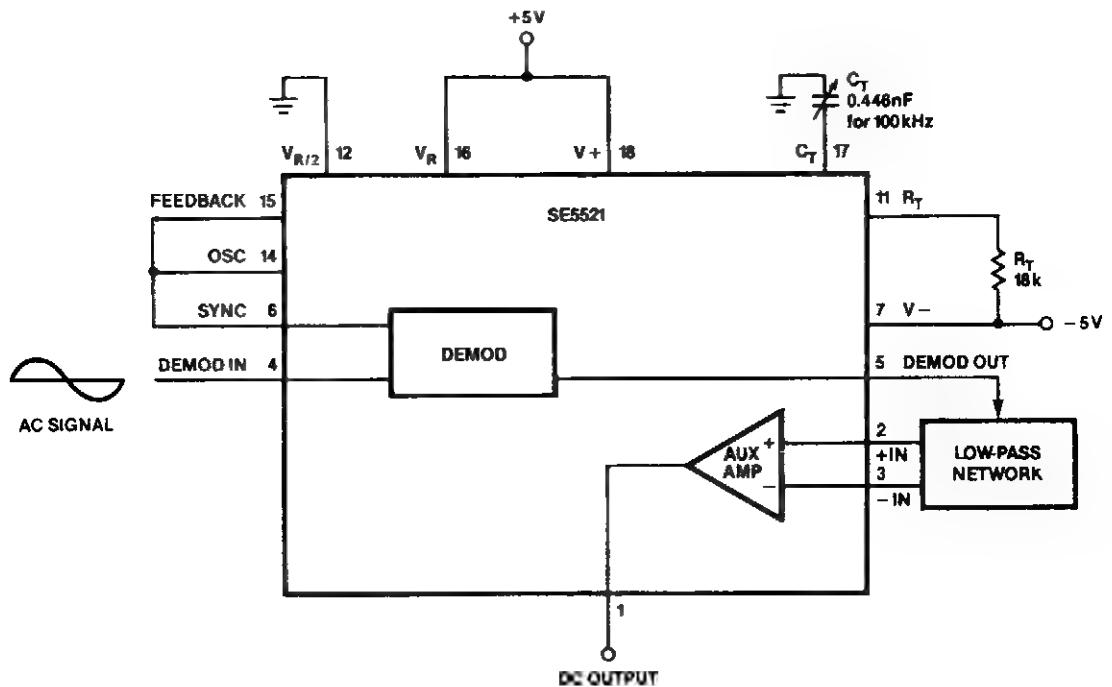 +5V
C_T
0.446nF
for 100kHz
V_R/2 12
V_R 16
V+ 18
C_T 17
FEEDBACK 15
SE5521
11 R_T
OSC 14
R_T
18k
SYNC 6
7 V−
−5V
DEMOD
DEMOD IN 4
5 DEMOD OUT
AC SIGNAL
AUX
AMP
+
−
2
+IN
3
−IN
LOW-PASS
NETWORK
1
DC OUTPUT